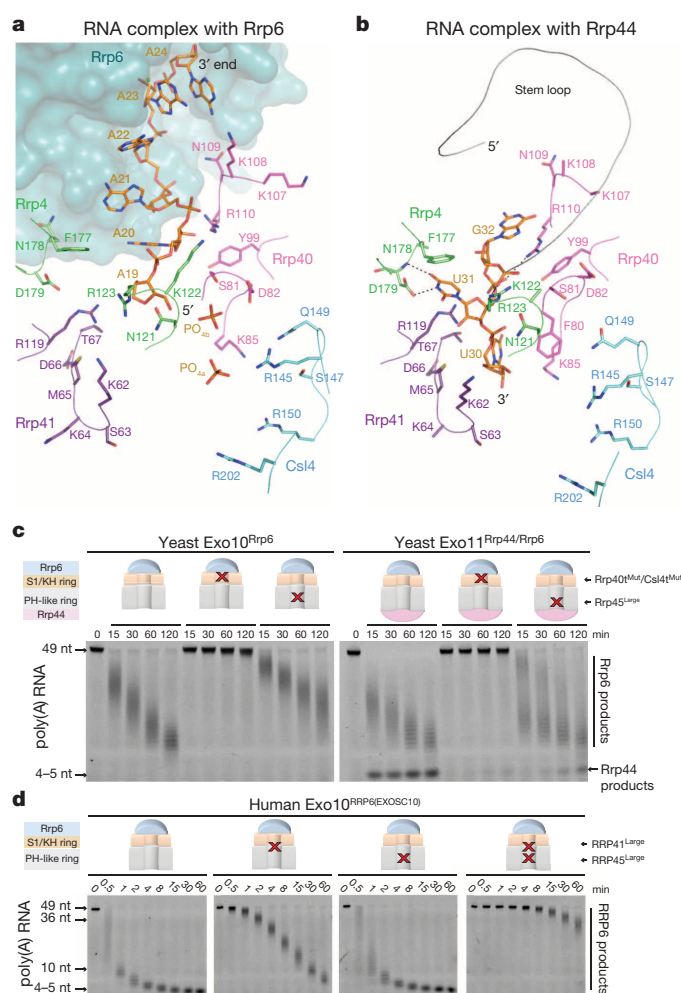 a RNA complex with Rrp6
Rrp6
A24
3′ end
A23
A22
N109
K108
A21
K107
Rrp4
R110
F177
A20
Y99
N178
Rrp40
A19
D179
S81
R123
K122
D82
5′
Q149
R119
T67
N121
PO4b
K85
D66
R145
S147
M65
K62
PO4a
Rrp41
R150
K64
S63
Csl4
R202
b RNA complex with Rrp44
Stem loop
5′
N109
K108
K107
Rrp4
R110
G32
N178
F177
Y99
Rrp40
U31
D179
K122
S81
D82
R123
R119
F80
Q149
T67
N121
D66
U30
K85
R145
S147
M65
K62
3′
Rrp41
R150
K64
S63
Csl4
R202
c
Yeast Exo10Rrp6 Yeast Exo11Rrp44/Rrp6
Rrp6
S1/KH ring
PH-like ring
Rrp44
Rrp40tMut/Csl4tMut
Rrp45Large
0 15 30 60 120 15 30 60 120 15 30 60 120 0 15 30 60 120 15 30 60 120 15 30 60 120 min
49 nt
poly(A) RNA
4–5 nt
Rrp6 products
Rrp44
products
d
Human Exo10RRP6(EXOSC10)
Rrp6
S1/KH ring
PH-like ring
RRP41Large
RRP45Large
0 0.5 1 2 4 8 15 30 60 0 0.5 1 2 4 8 15 30 60 0 0.5 1 2 4 8 15 30 60 0 0.5 1 2 4 8 15 30 60 min
49 nt
36 nt
poly(A) RNA
10 nt
4–5 nt
RRP6 products